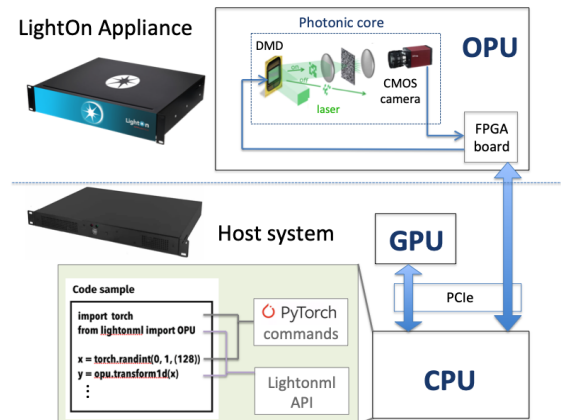 LightOn Appliance
Photonic core
DMD
OPU
laser
CMOS
camera
FPGA
board
LightOn
Host system
GPU
PCIe
Code sample
import torch
from lightonml import OPU
x = torch.randint(0, 1, (128))
y = opu.transform1d(x)
⋮
PyTorch
commands
Lightonml
API
CPU